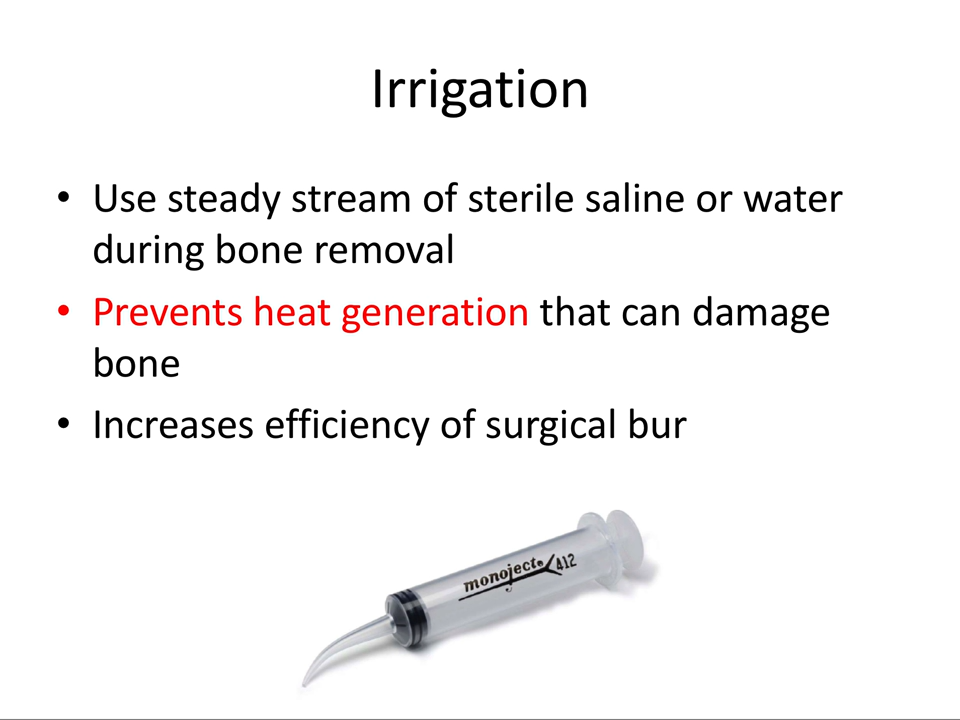 Irrigation
• Use steady stream of sterile saline or water
during bone removal
• Prevents heat generation that can damage
bone
• Increases efficiency of surgical bur
monoject 412